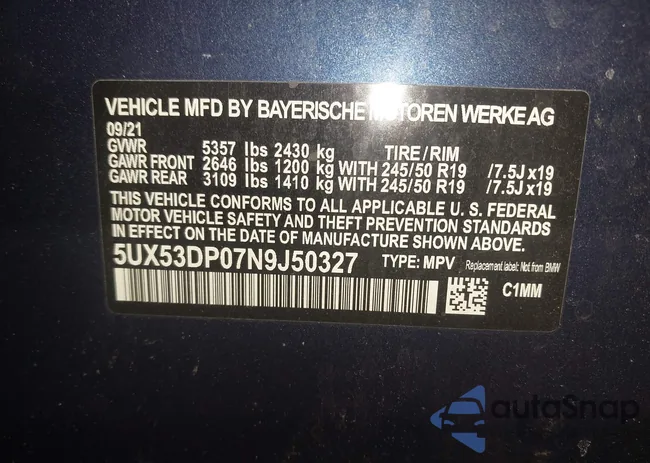 VEHICLE MFD BY BAYERISCHE MOTOREN WERKE AG
09/21
GVWR 5357 lbs 2430 kg TIRE/RIM
GAWR FRONT 2646 lbs 1200 kg WITH 245/50 R19 /7.5J x19
GAWR REAR 3109 lbs 1410 kg WITH 245/50 R19 /7.5J x19
THIS VEHICLE CONFORMS TO ALL APPLICABLE U. S. FEDERAL
MOTOR VEHICLE SAFETY AND THEFT PREVENTION STANDARDS
IN EFFECT ON THE DATE OF MANUFACTURE SHOWN ABOVE.
5UX53DP07N9J50327 TYPE: MPV Replacement label: Not from BMW
C1MM
autoSnap